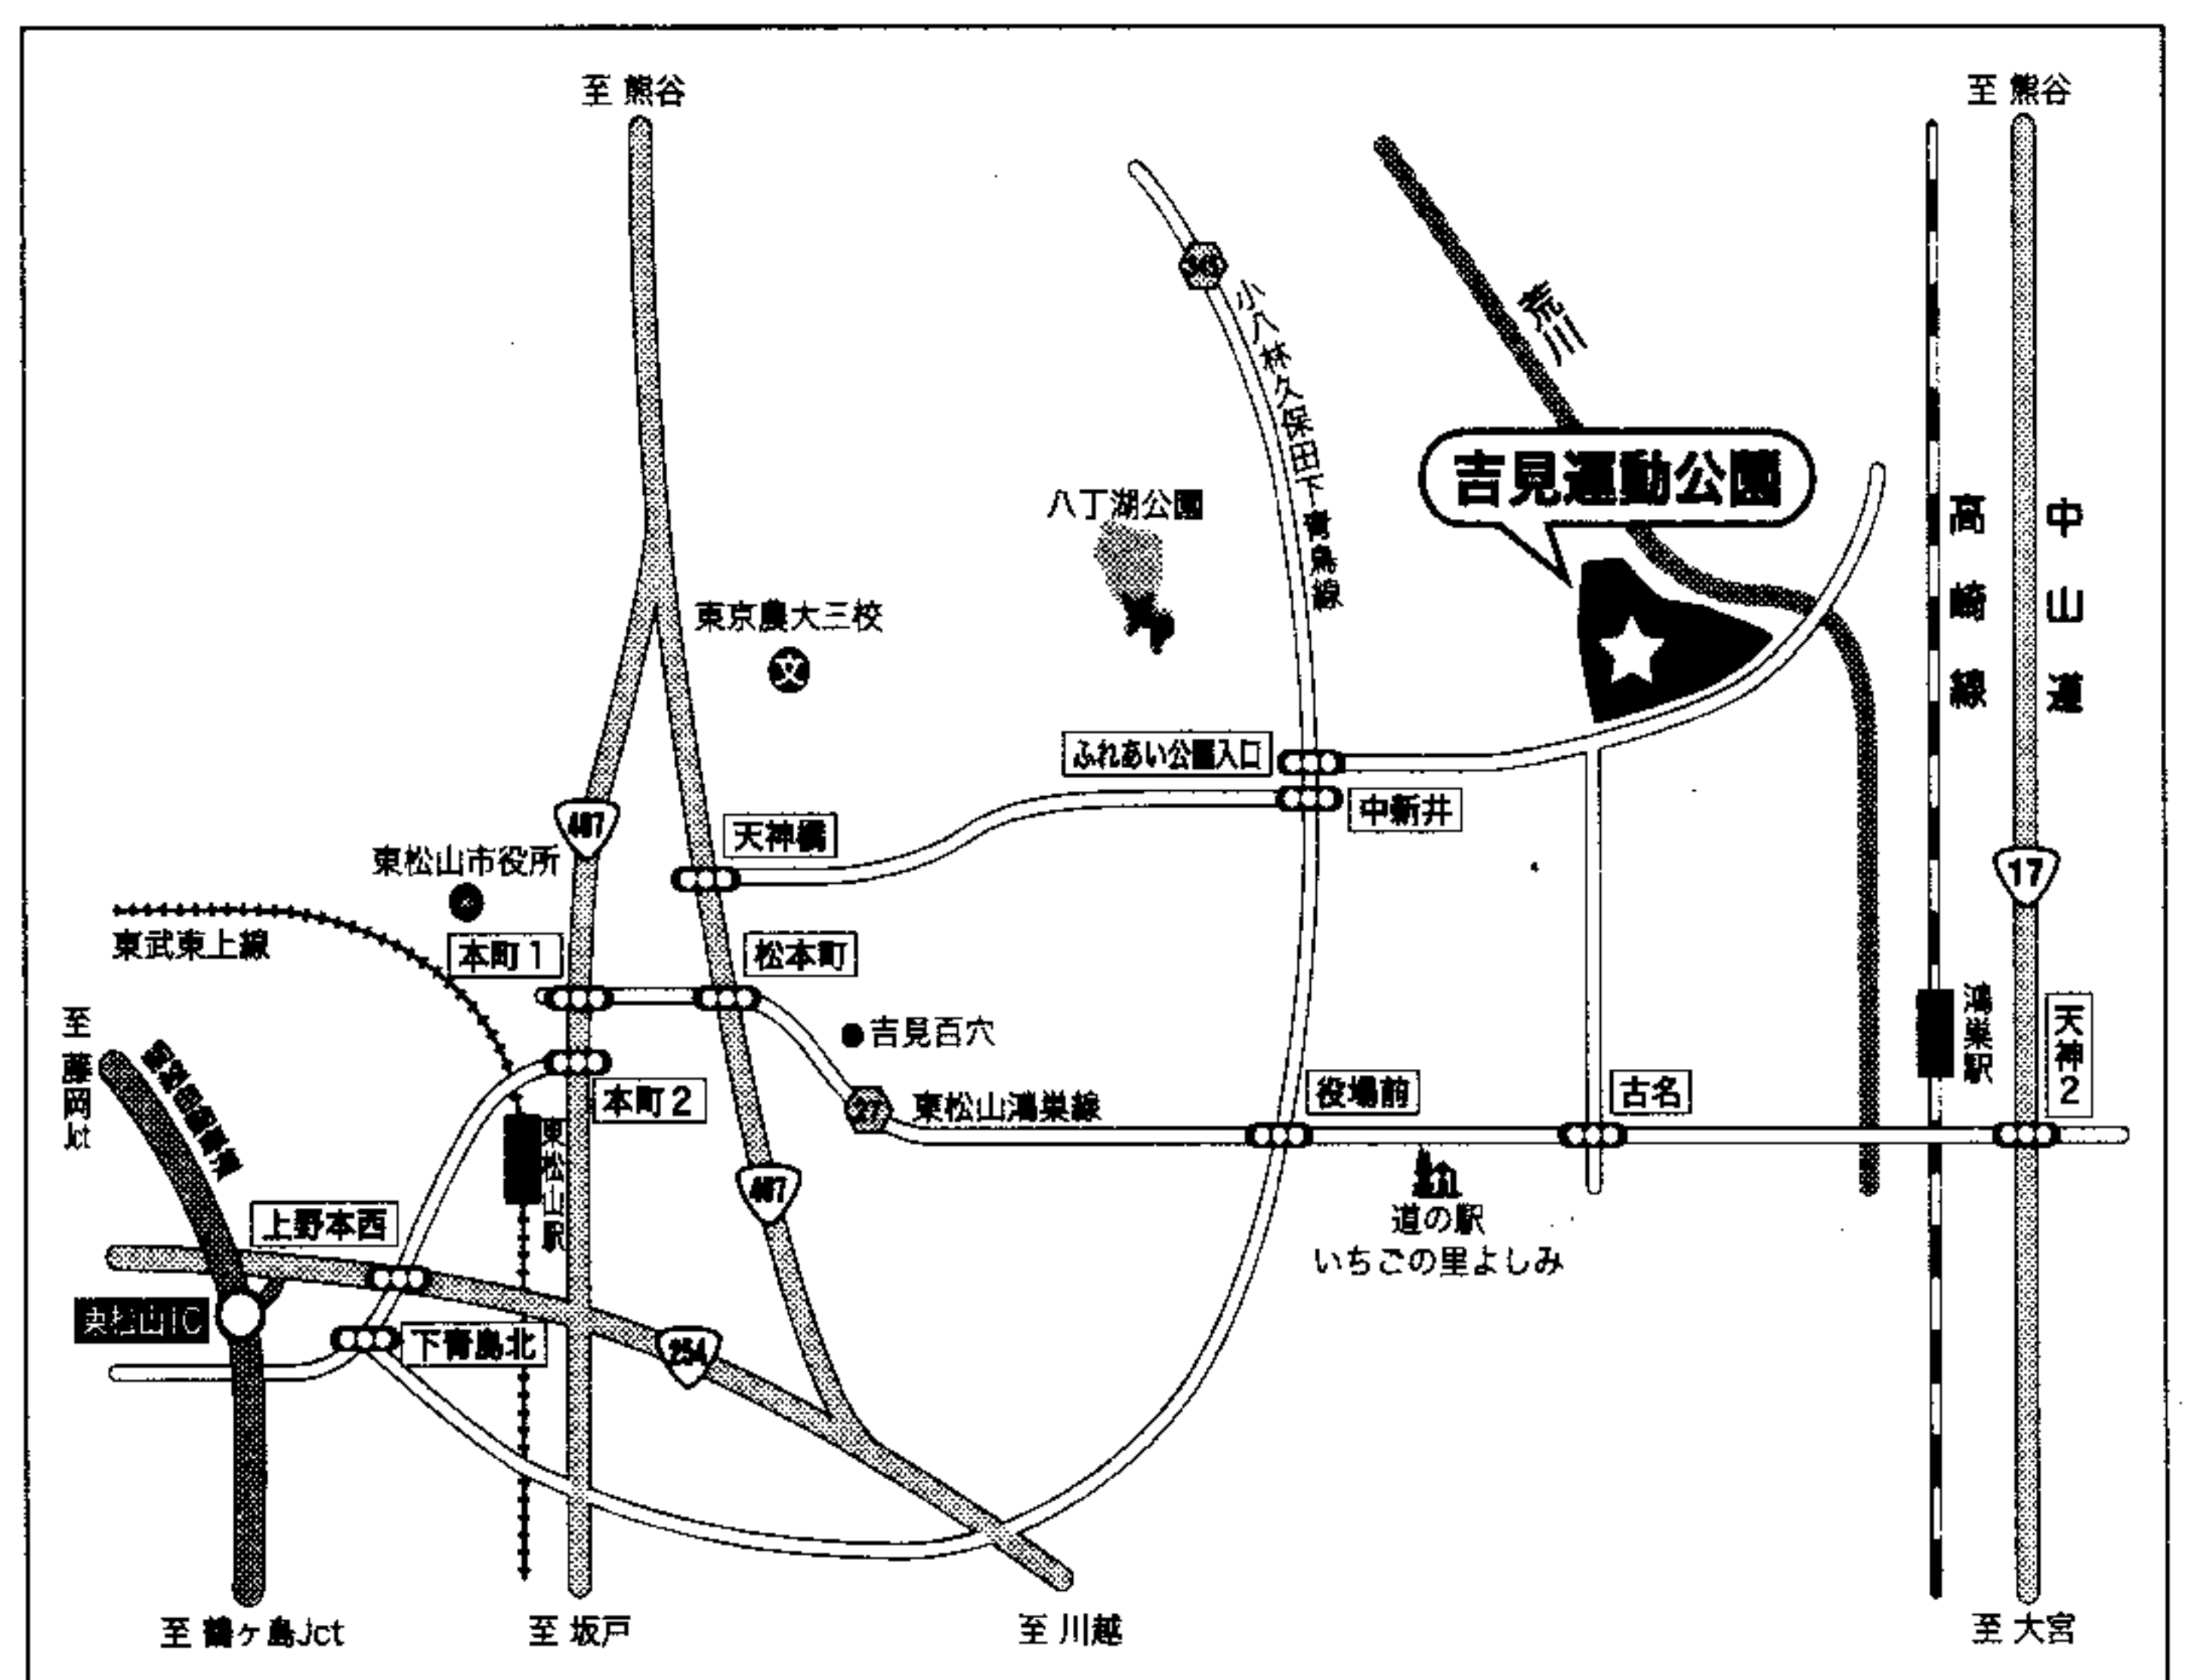 至 熊谷
至 熊谷
荒川
小八林久保田下青鳥線
吉見運動公園
八丁湖公園
高崎線
中山道
東京農大三校
文
ふれあい公園入口
中新井
407
天神橋
東松山市役所
17
東武東上線
本町1
松本町
吉見百穴
鴻巣駅
天神2
至 藤岡Jct
本町2
27
東松山鴻巣線
役場前
古名
東松山駅
407
上野本西
道の駅
いちごの里よしみ
東松山IC
下青島北
254
至 鶴ヶ島Jct
至 坂戸
至 川越
至 大宮